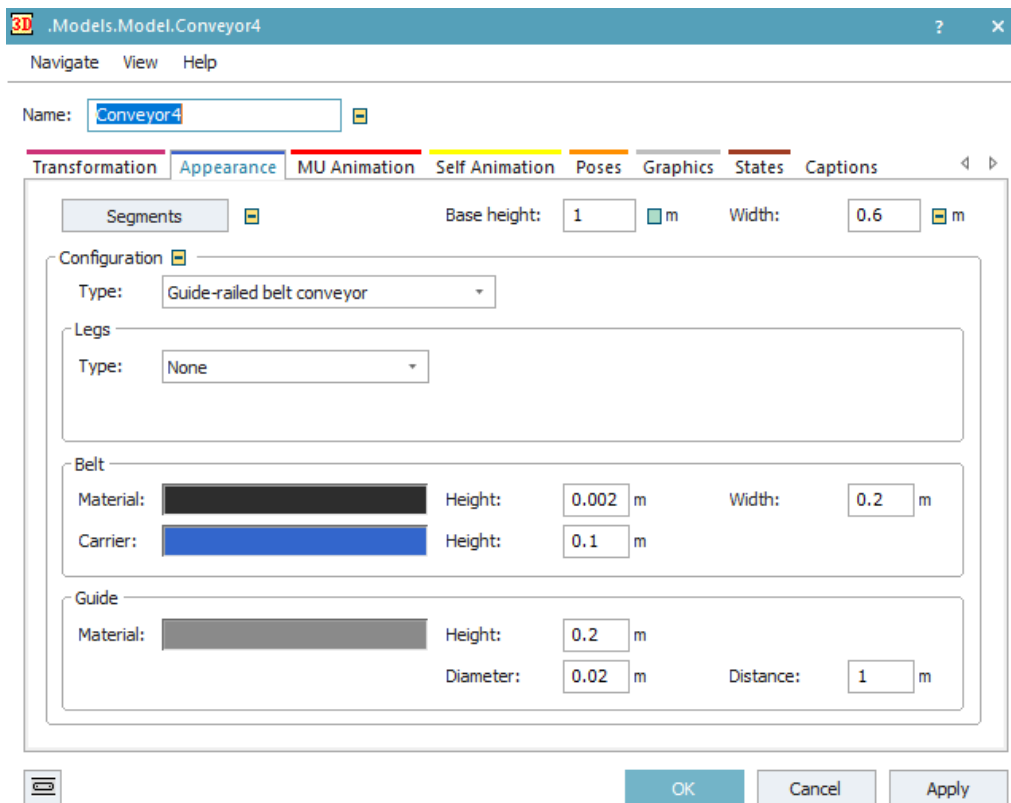 3D .Models.Model.Conveyor4 ? ×
Navigate View Help
Name: Conveyor4
Transformation Appearance MU Animation Self Animation Poses Graphics States Captions
Segments Base height: 1 m Width: 0.6 m
Configuration
Type: Guide-railed belt conveyor
Legs
Type: None
Belt
Material: Height: 0.002 m Width: 0.2 m
Carrier: Height: 0.1 m
Guide
Material: Height: 0.2 m
Diameter: 0.02 m Distance: 1 m
OK Cancel Apply